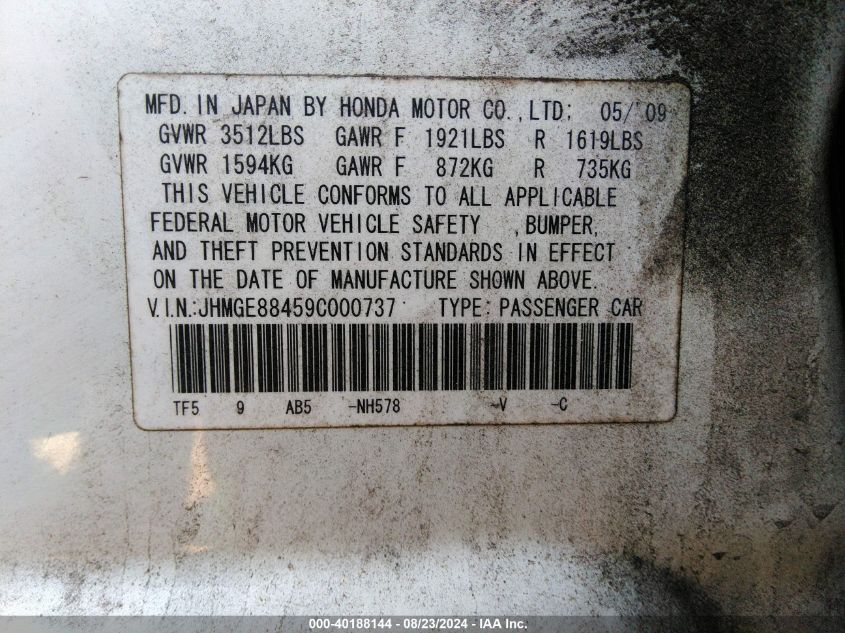 MFD. IN JAPAN BY HONDA MOTOR CO., LTD: 05/'09
GVWR 3512LBS GAWR F 1921LBS R 1619LBS
GVWR 1594KG GAWR F 872KG R 735KG
THIS VEHICLE CONFORMS TO ALL APPLICABLE
FEDERAL MOTOR VEHICLE SAFETY ,BUMPER,
AND THEFT PREVENTION STANDARDS IN EFFECT
ON THE DATE OF MANUFACTURE SHOWN ABOVE.
V.I.N.:JHMGE88459C000737 TYPE: PASSENGER CAR
TF5 9 AB5 -NH578 -V -C
000-40188144 - 08/23/2024 - IAA Inc.